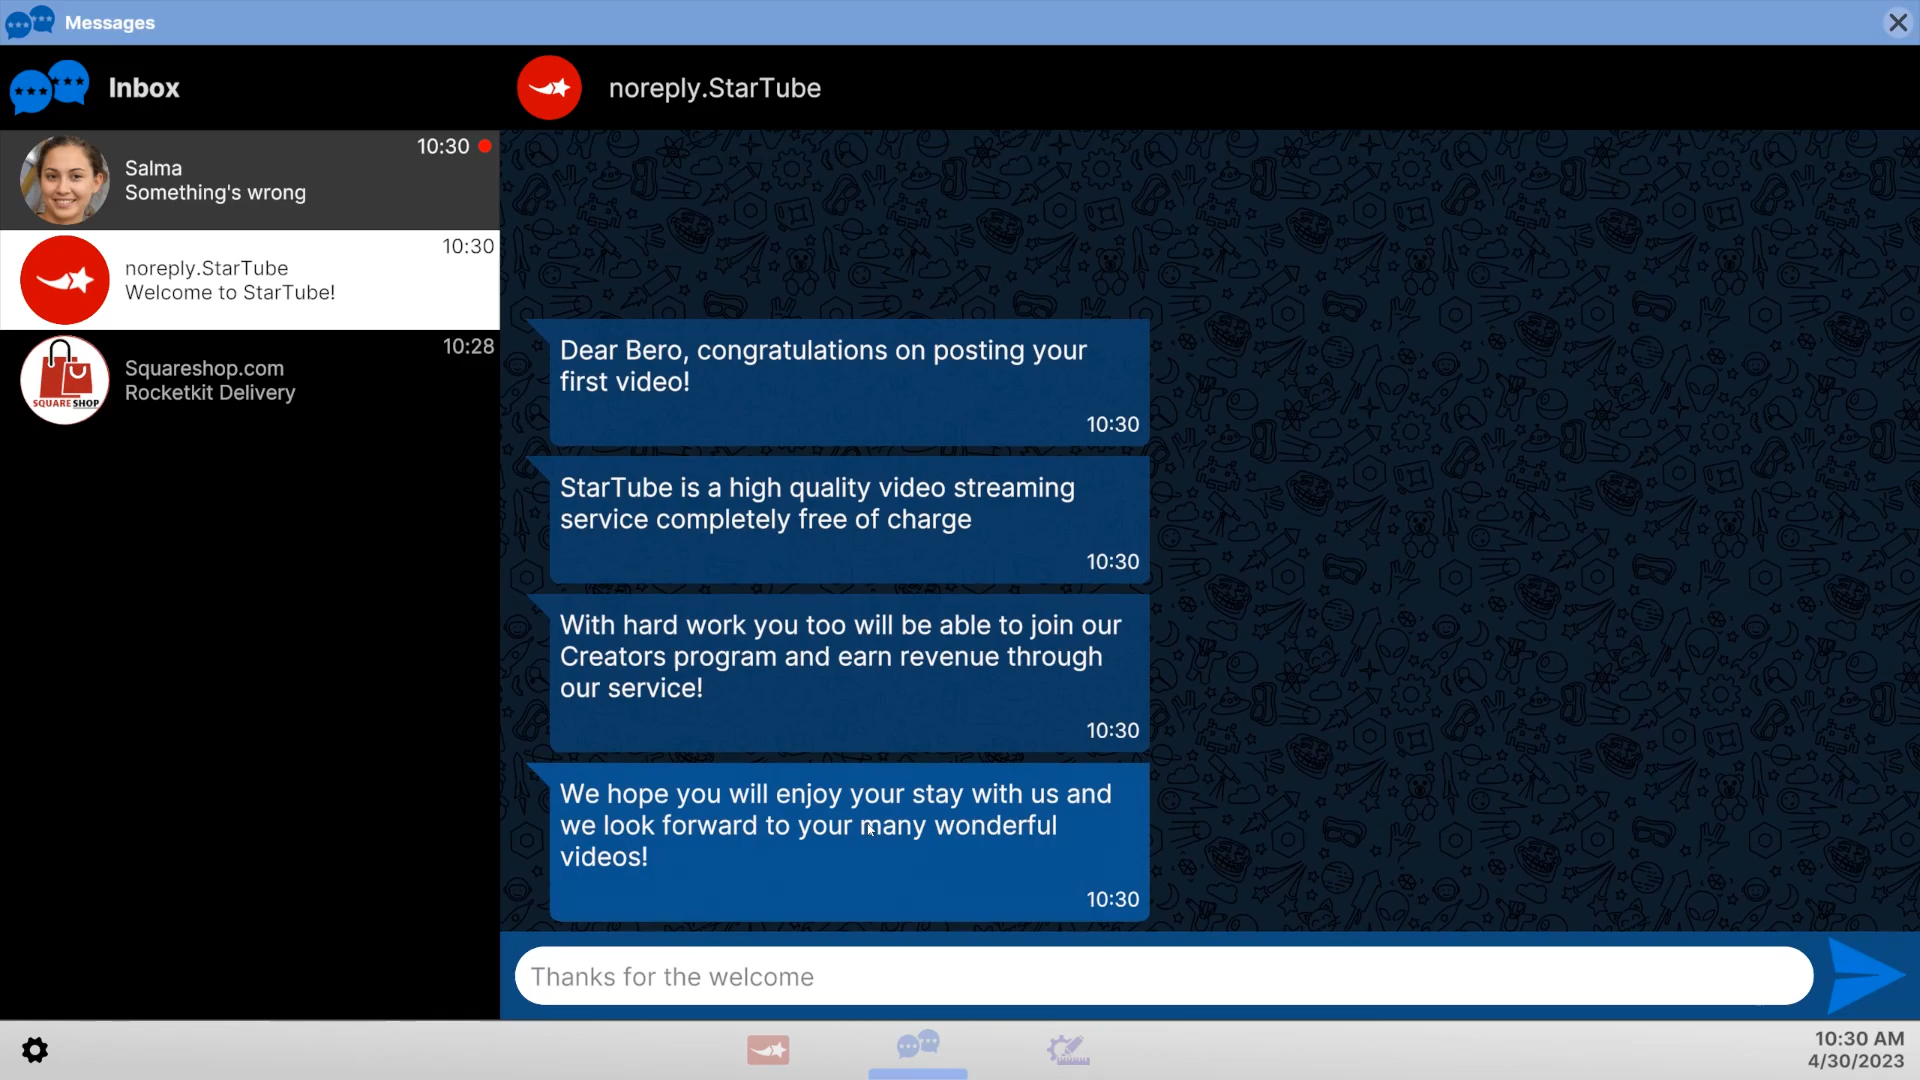 Messages
Inbox
noreply.StarTube
10:30
Salma
Something's wrong
10:30
noreply.StarTube
Welcome to StarTube!
10:28
Squareshop.com
Rocketkit Delivery
SQUARE SHOP
Dear Bero, congratulations on posting your
first video!
10:30
StarTube is a high quality video streaming
service completely free of charge
10:30
With hard work you too will be able to join our
Creators program and earn revenue through
our service!
10:30
We hope you will enjoy your stay with us and
we look forward to your many wonderful
videos!
10:30
Thanks for the welcome
10:30 AM
4/30/2023